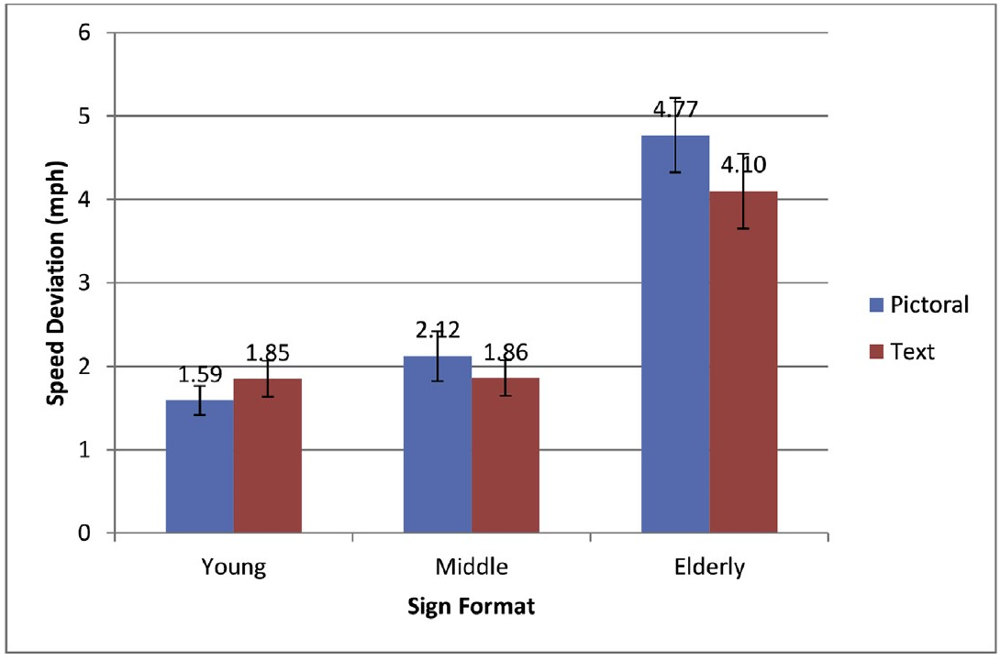 6
5
4
3
2
1
0
Speed Deviation (mph)
1.59
1.85
2.12
1.86
4.77
4.10
Young
Middle
Elderly
Sign Format
Pictoral
Text